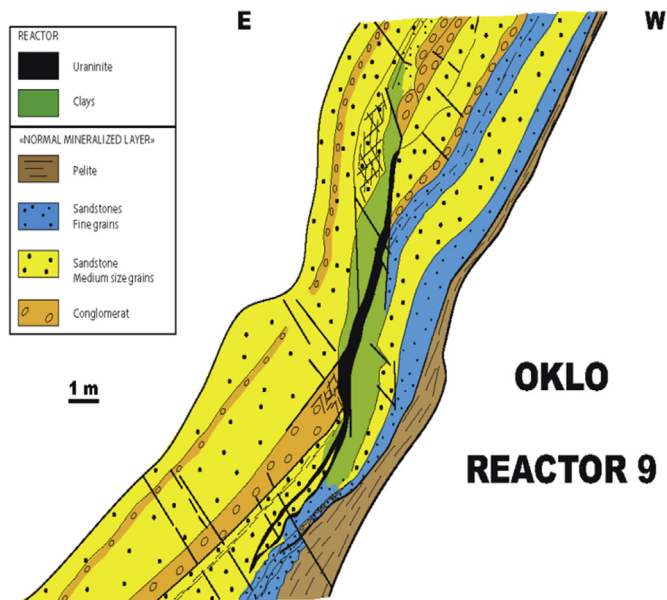 E
W
REACTOR
Uraninite
Clays
«NORMAL MINERALIZED LAYER»
Pelite
Sandstones
Fine grains
Sandstone
Medium size grains
Conglomerat
1 m
OKLO
REACTOR 9